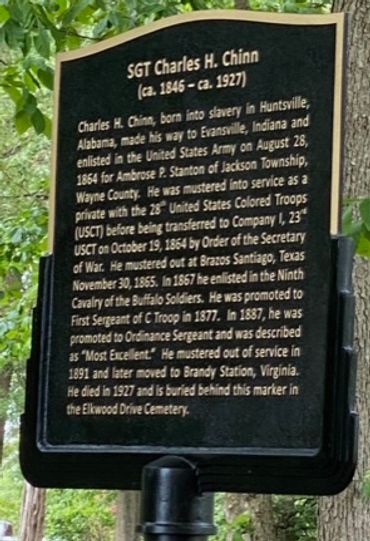 SGT Charles H. Chinn
(ca. 1846 – ca. 1927)
Charles H. Chinn, born into slavery in Huntsville,
Alabama, made his way to Evansville, Indiana and
enlisted in the United States Army on August 28,
1864 for Ambrose P. Stanton of Jackson Township,
Wayne County. He was mustered into service as a
private with the 28th United States Colored Troops
(USCT) before being transferred to Company I, 23rd
USCT on October 19, 1864 by Order of the Secretary
of War. He mustered out at Brazos Santiago, Texas
November 30, 1865. In 1867 he enlisted in the Ninth
Cavalry of the Buffalo Soldiers. He was promoted to
First Sergeant of C Troop in 1877. In 1887, he was
promoted to Ordinance Sergeant and was described
as "Most Excellent." He mustered out of service in
1891 and later moved to Brandy Station, Virginia.
He died in 1927 and is buried behind this marker in
the Elkwood Drive Cemetery.